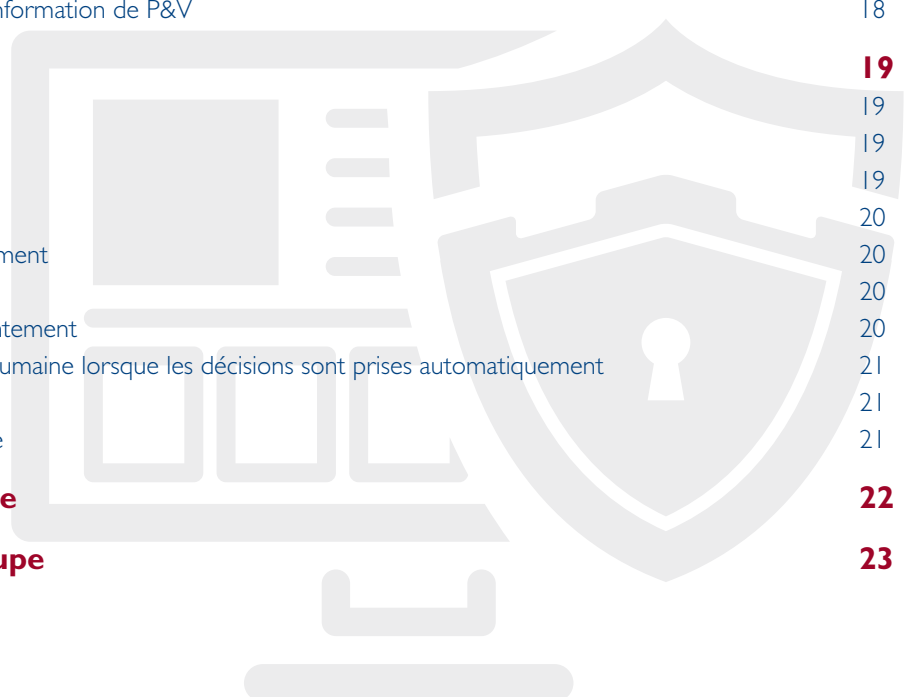 nformation de P&V 18
19
19
19
19
20
ment 20
20
tement 20
umaine lorsque les décisions sont prises automatiquement 21
21
e 21
e 22
upe 23